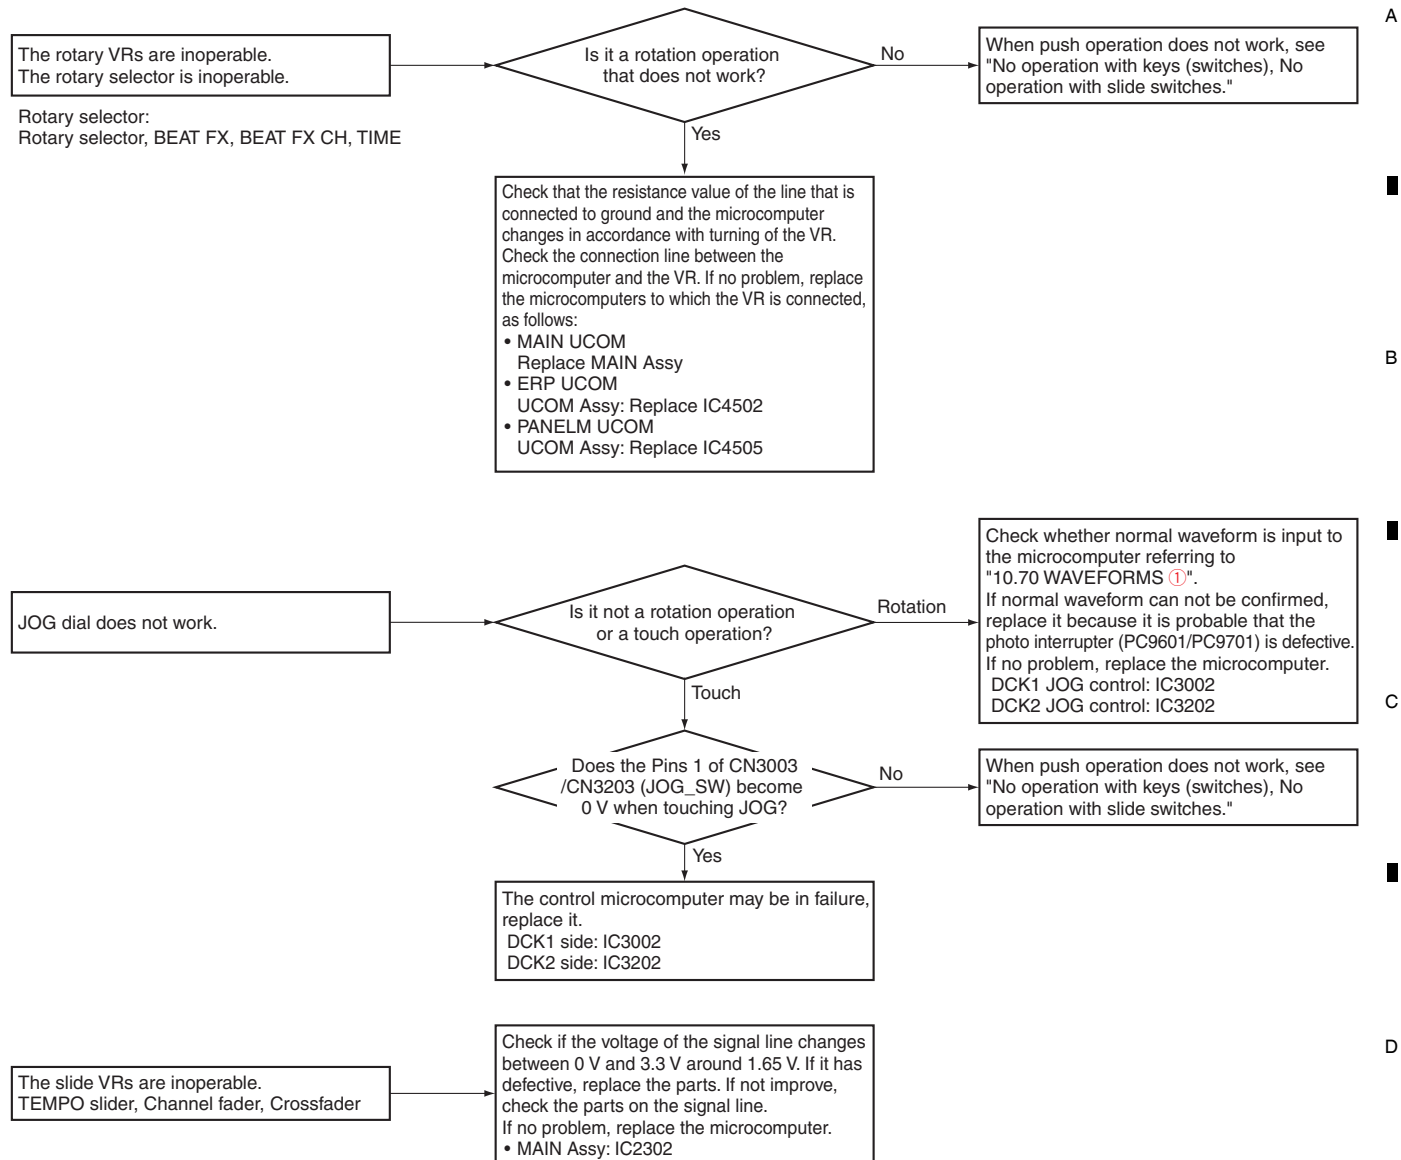 A
The rotary VRs are inoperable.
The rotary selector is inoperable.
Rotary selector:
Rotary selector, BEAT FX, BEAT FX CH, TIME
Is it a rotation operation
that does not work?
No
When push operation does not work, see
"No operation with keys (switches), No
operation with slide switches."
Yes
Check that the resistance value of the line that is
connected to ground and the microcomputer
changes in accordance with turning of the VR.
Check the connection line between the
microcomputer and the VR. If no problem, replace
the microcomputers to which the VR is connected,
as follows:
• MAIN UCOM
Replace MAIN Assy
• ERP UCOM
UCOM Assy: Replace IC4502
• PANELM UCOM
UCOM Assy: Replace IC4505
B
JOG dial does not work.
Is it not a rotation operation
or a touch operation?
Rotation
Check whether normal waveform is input to
the microcomputer referring to
"10.70 WAVEFORMS ①".
If normal waveform can not be confirmed,
replace it because it is probable that the
photo interrupter (PC9601/PC9701) is defective.
If no problem, replace the microcomputer.
DCK1 JOG control: IC3002
DCK2 JOG control: IC3202
C
Touch
Does the Pins 1 of CN3003
/CN3203 (JOG_SW) become
0 V when touching JOG?
No
When push operation does not work, see
"No operation with keys (switches), No
operation with slide switches."
Yes
The control microcomputer may be in failure,
replace it.
DCK1 side: IC3002
DCK2 side: IC3202
D
The slide VRs are inoperable.
TEMPO slider, Channel fader, Crossfader
Check if the voltage of the signal line changes
between 0 V and 3.3 V around 1.65 V. If it has
defective, replace the parts. If not improve,
check the parts on the signal line.
If no problem, replace the microcomputer.
• MAIN Assy: IC2302